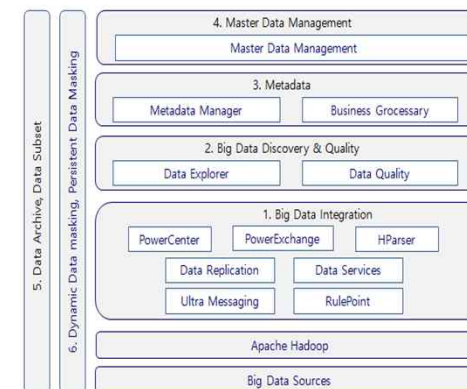 4. Master Data Management
Master Data Management
3. Metadata
Metadata Manager
Business Grocessary
2. Big Data Discovery & Quality
Data Explorer
Data Quality
1. Big Data Integration
PowerCenter
PowerExchange
HParser
Data Replication
Data Services
Ultra Messaging
RulePoint
Apache Hadoop
Big Data Sources
5. Data Archive, Data Subset
6. Dynamic Data masking, Persistent Data Masking